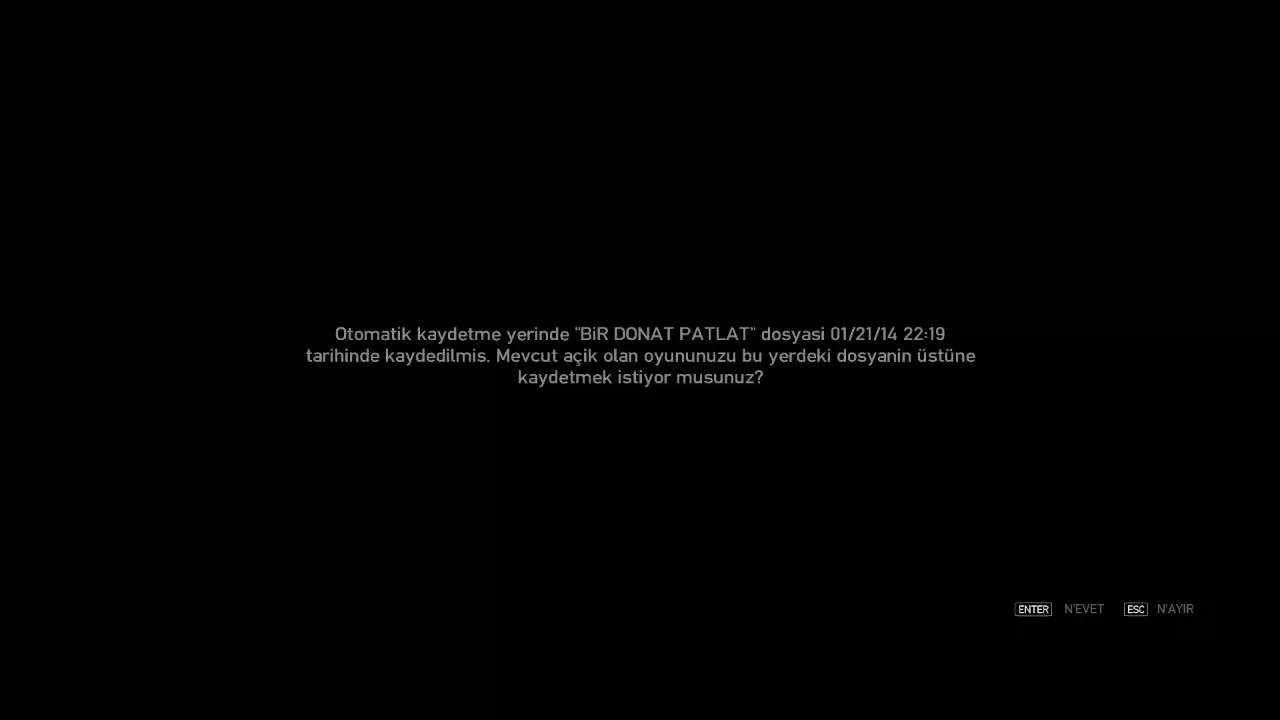 Otomatik kaydetme yerinde "BiR DONAT PATLAT" dosyasi 01/21/14 22:19
tarihinde kaydedilmis. Mevcut açik olan oyununuzu bu yerdeki dosyanin üstüne
kaydetmek istiyor musunuz?
ENTER N'EVET ESC N'AYIR